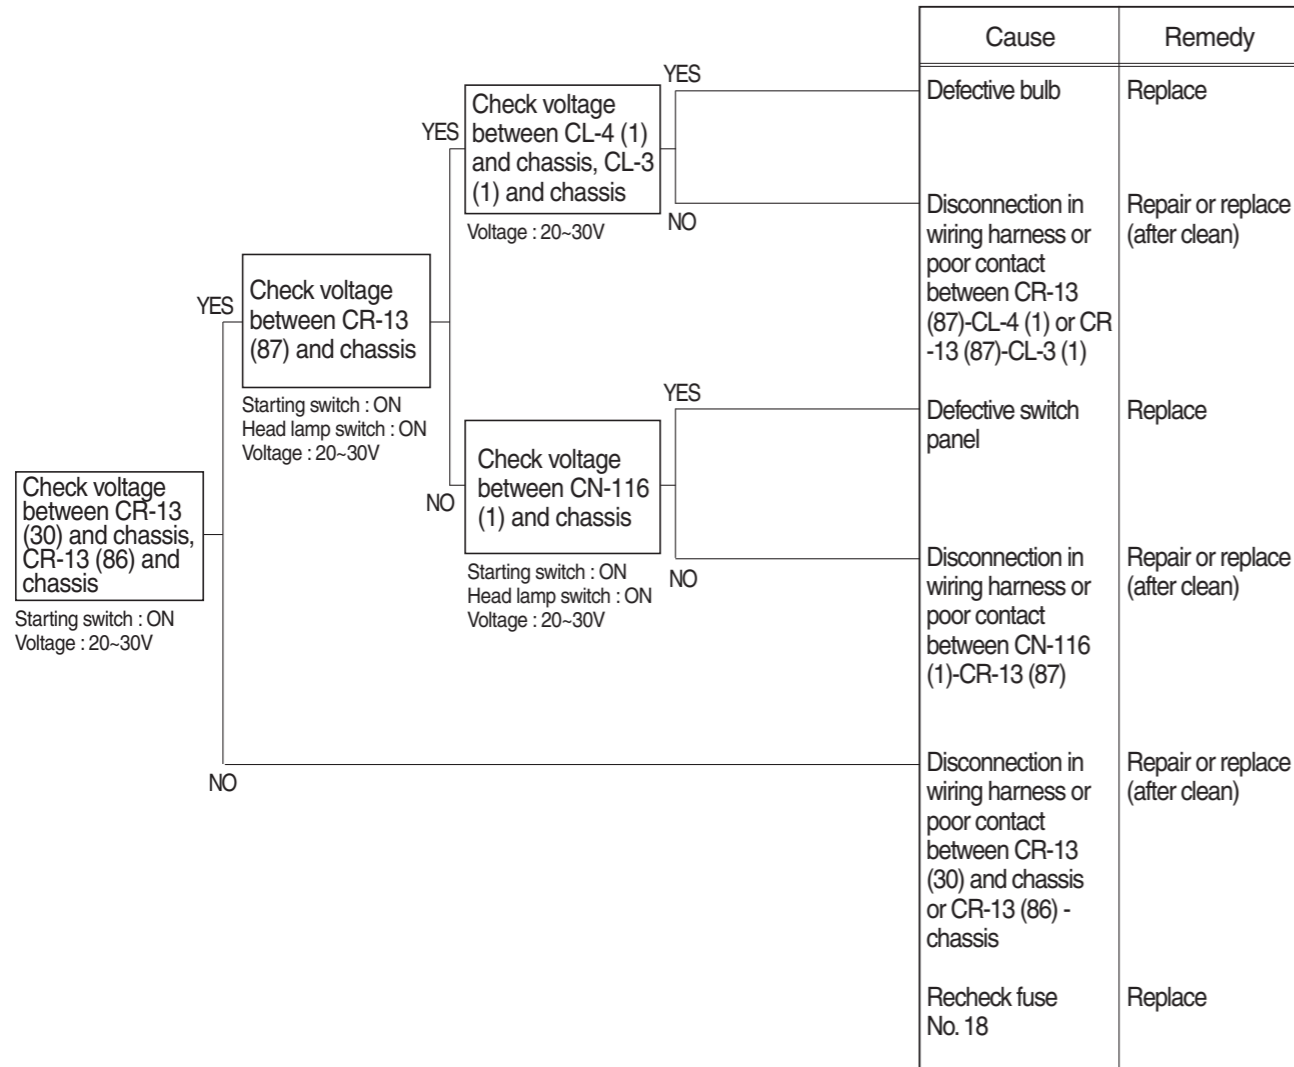 Cause
Remedy
YES
Check voltage
between CL-4 (1)
and chassis, CL-3
(1) and chassis
YES
Voltage : 20~30V
NO
Defective bulb
Replace
Disconnection in
wiring harness or
poor contact
between CR-13
(87)-CL-4 (1) or CR
-13 (87)-CL-3 (1)
Repair or replace
(after clean)
YES
Check voltage
between CR-13
(87) and chassis
Starting switch : ON
Head lamp switch : ON
Voltage : 20~30V
YES
Defective switch
panel
Replace
NO
Check voltage
between CN-116
(1) and chassis
Starting switch : ON
Head lamp switch : ON
Voltage : 20~30V
NO
Disconnection in
wiring harness or
poor contact
between CN-116
(1)-CR-13 (87)
Repair or replace
(after clean)
Check voltage
between CR-13
(30) and chassis,
CR-13 (86) and
chassis
Starting switch : ON
Voltage : 20~30V
NO
Disconnection in
wiring harness or
poor contact
between CR-13
(30) and chassis
or CR-13 (86) -
chassis
Repair or replace
(after clean)
Recheck fuse
No. 18
Replace